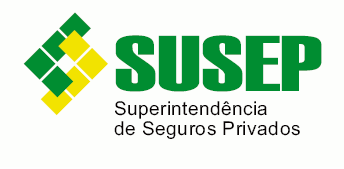 SUSEP
Superintendência
de Seguros Privados